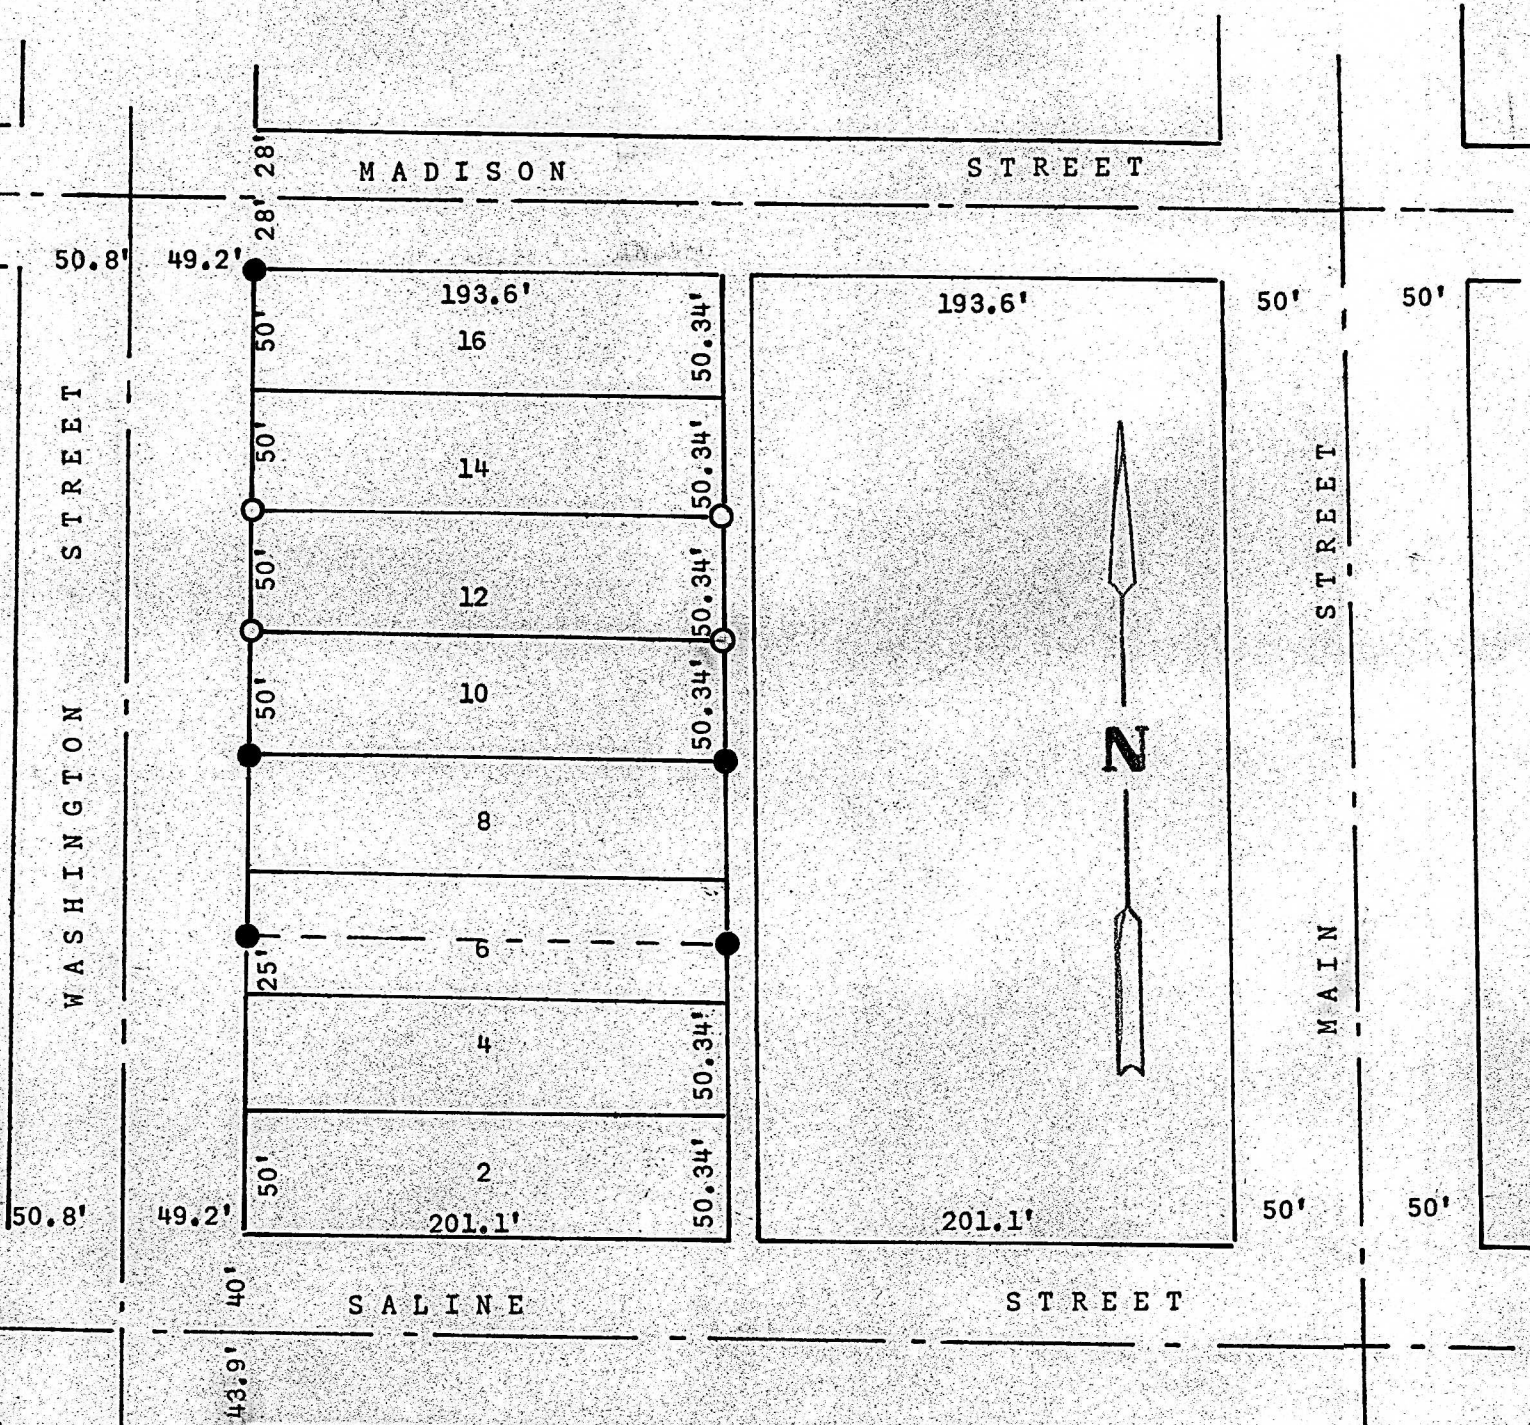 28'
MADISON STREET
28'
50.8' 49.2'
193.6' 193.6' 50' 50'
50' 16 50.34'
50' 14 50.34'
STREET
STREET
50' 12 50.34'
50' 10 50.34'
WASHINGTON
N
8
MAIN
6
25'
4 50.34'
50' 2 50.34'
50.8' 49.2' 201.1' 201.1' 50' 50'
40'
SALINE STREET
43.9'